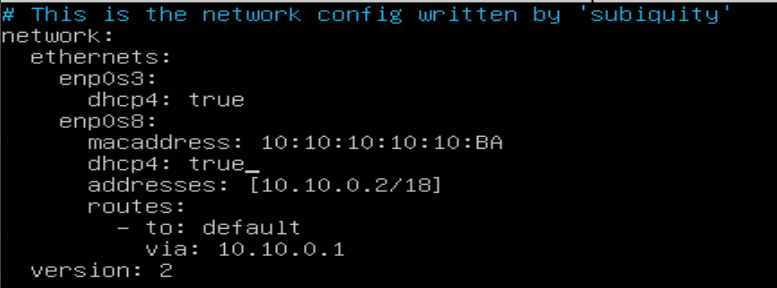 # This is the network config written by 'subiquity'
network:
  ethernets:
    enp0s3:
      dhcp4: true
    enp0s8:
      macaddress: 10:10:10:10:10:BA
      dhcp4: true_
      addresses: [10.10.0.2/18]
      routes:
        - to: default
          via: 10.10.0.1
  version: 2